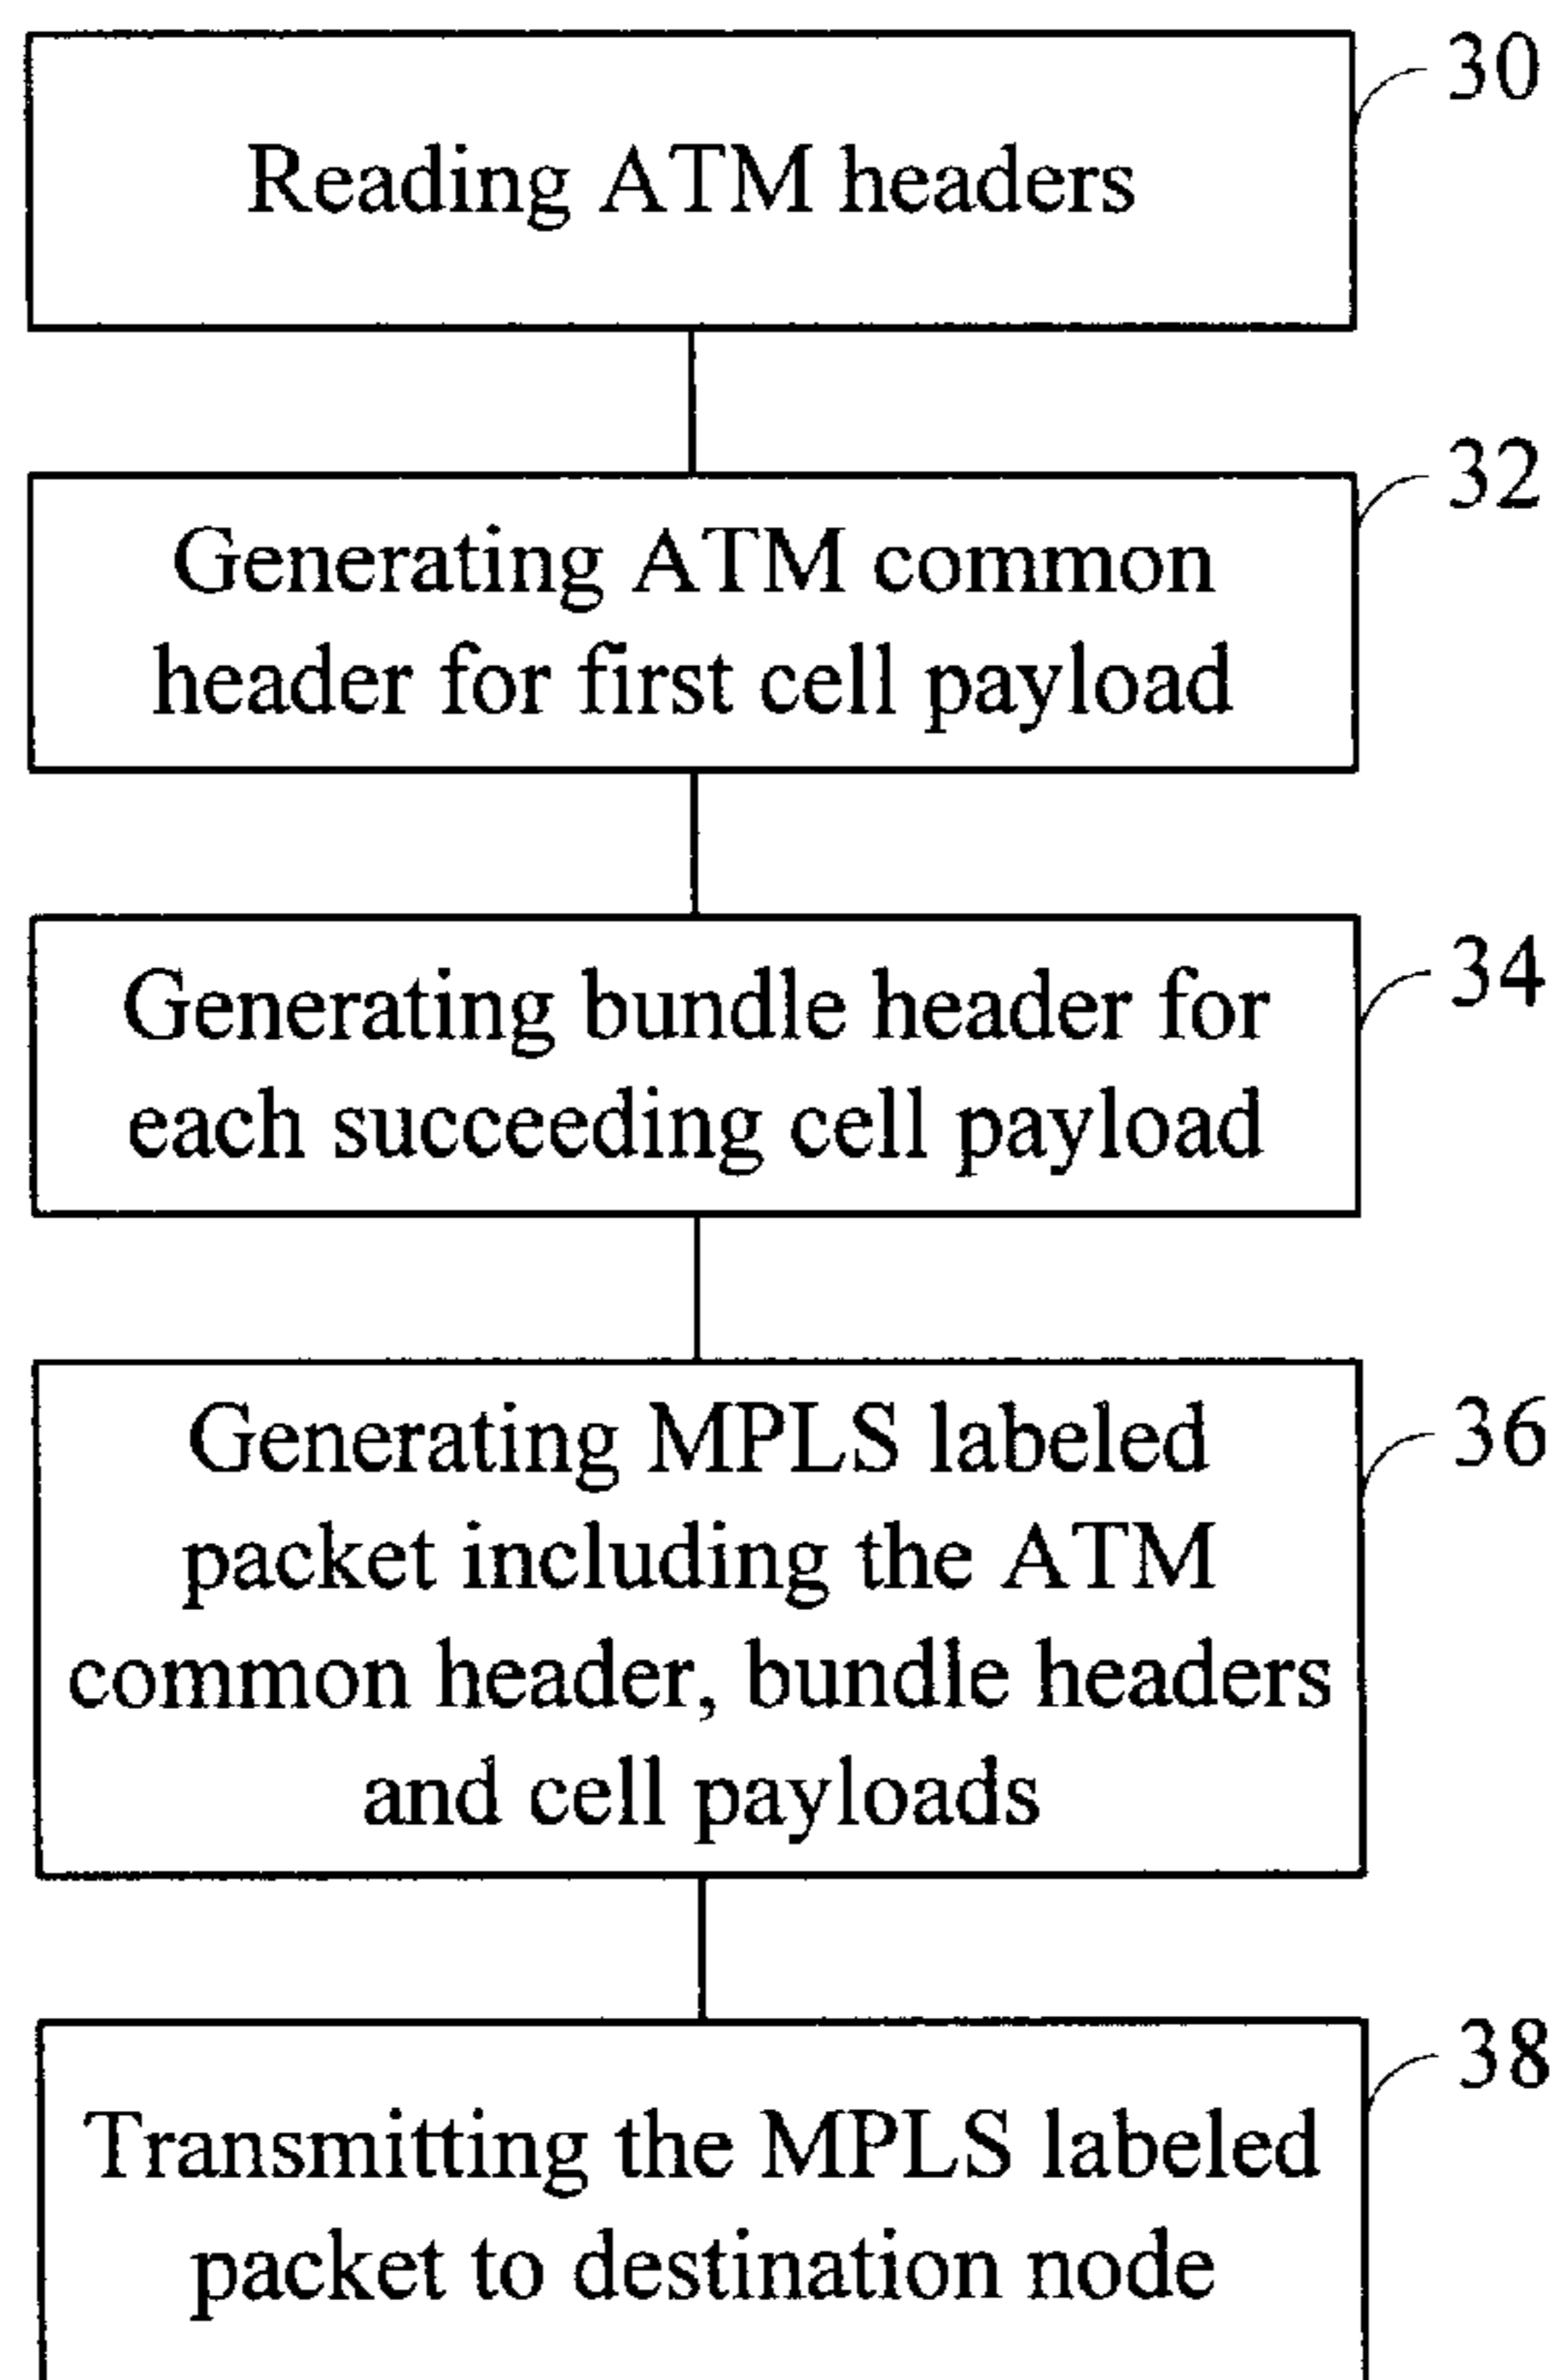 30
Reading ATM headers
32
Generating ATM common
header for first cell payload
34
Generating bundle header for
each succeeding cell payload
36
Generating MPLS labeled
packet including the ATM
common header, bundle headers
and cell payloads
38
Transmitting the MPLS labeled
packet to destination node